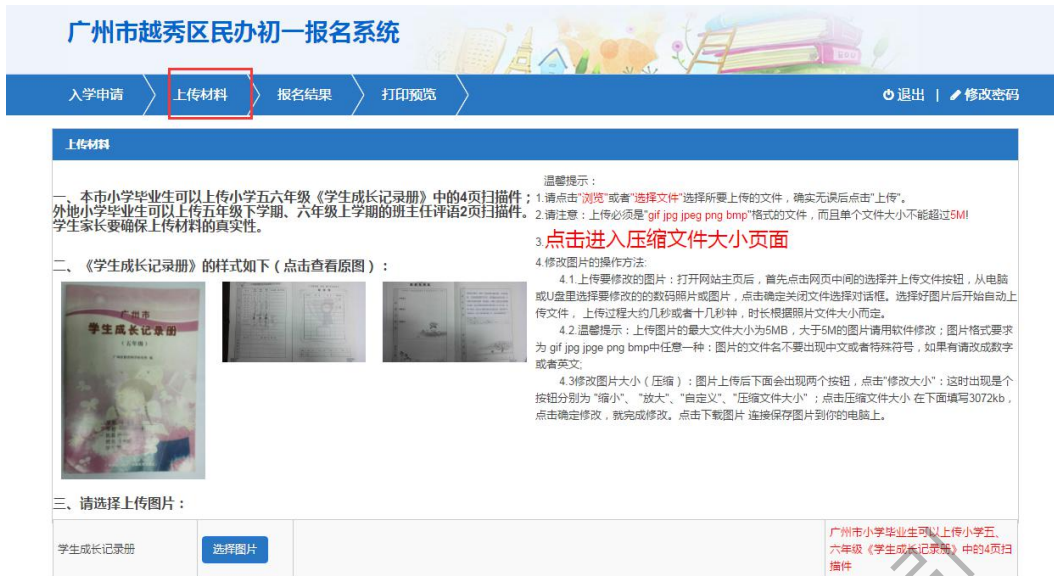 广州市越秀区民办初一报名系统
入学申请
上传材料
报名结果
打印预览
退出 | 修改密码
上传材料
一、本市小学毕业生可以上传小学五六年级《学生成长记录册》中的4页扫描件；
外地小学毕业生可以上传五年级下学期、六年级上学期的班主任评语2页扫描件。
学生家长要确保上传材料的真实性。
二、《学生成长记录册》的样式如下（点击查看原图）：
广州市
学生成长记录册
（五年级）
三、请选择上传图片：
温馨提示：
1.请点击"浏览"或者"选择文件"选择所要上传的文件，确实无误后点击"上传"。
2.请注意：上传必须是"gif jpg jpeg png bmp"格式的文件，而且单个文件大小不能超过5M!
3.点击进入压缩文件大小页面
4.修改图片的操作方法:
4.1.上传要修改的图片：打开网站主页后，首先点击网页中间的选择并上传文件按钮，从电脑
或U盘里选择要修改的的数码照片或图片，点击确定关闭文件选择对话框。选择好图片后开始自动上
传文件， 上传过程大约几秒或者十几秒钟，时长根据照片文件大小而定。
4.2.温馨提示：上传图片的最大文件大小为5MB，大于5M的图片请用软件修改；图片格式要求
为 gif jpg jpge png bmp中任意一种：图片的文件名不要出现中文或者特殊符号，如果有请改成数字
或者英文;
4.3修改图片大小（压缩）：图片上传后下面会出现两个按钮，点击"修改大小"：这时出现是个
按钮分别为 "缩小"、 "放大"、"自定义"、"压缩文件大小" ；点击压缩文件大小 在下面填写3072kb，
点击确定修改，就完成修改。点击下载图片 连接保存图片到你的电脑上。
学生成长记录册
选择图片
广州市小学毕业生可以上传小学五、
六年级《学生成长记录册》中的4页扫
描件